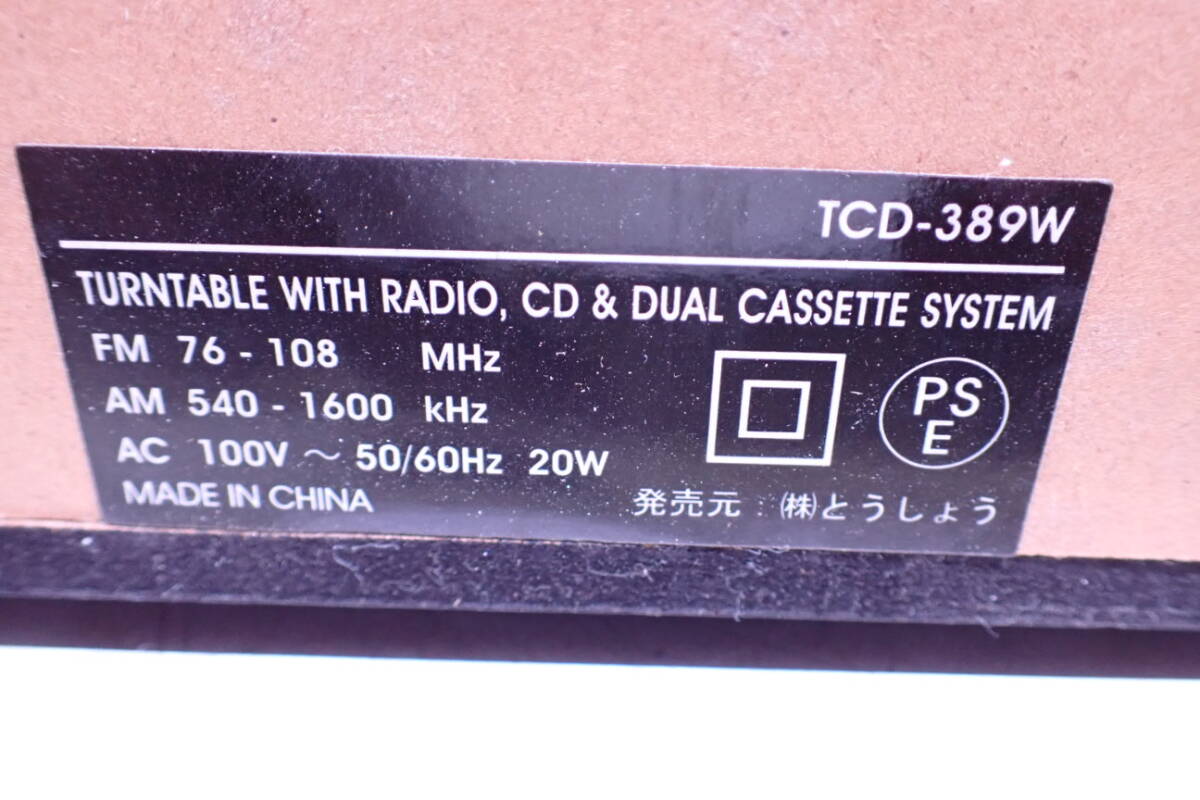 TCD-389W
TURNTABLE WITH RADIO, CD & DUAL CASSETTE SYSTEM
FM 76 - 108 MHz
AM 540 - 1600 kHz
AC 100V ～ 50/60Hz 20W
PS
E
MADE IN CHINA
発売元 : ㈱とうしょう